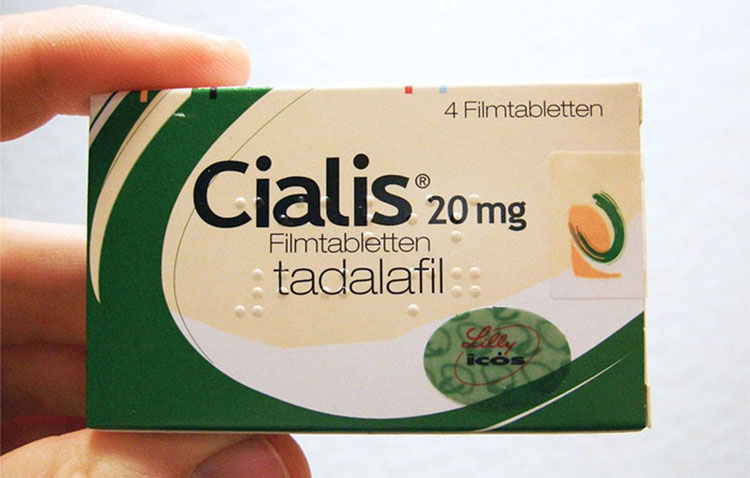 4 Filmtabletten
Cialis® 20 mg
Filmtabletten
tadalafil
Lilly
icos